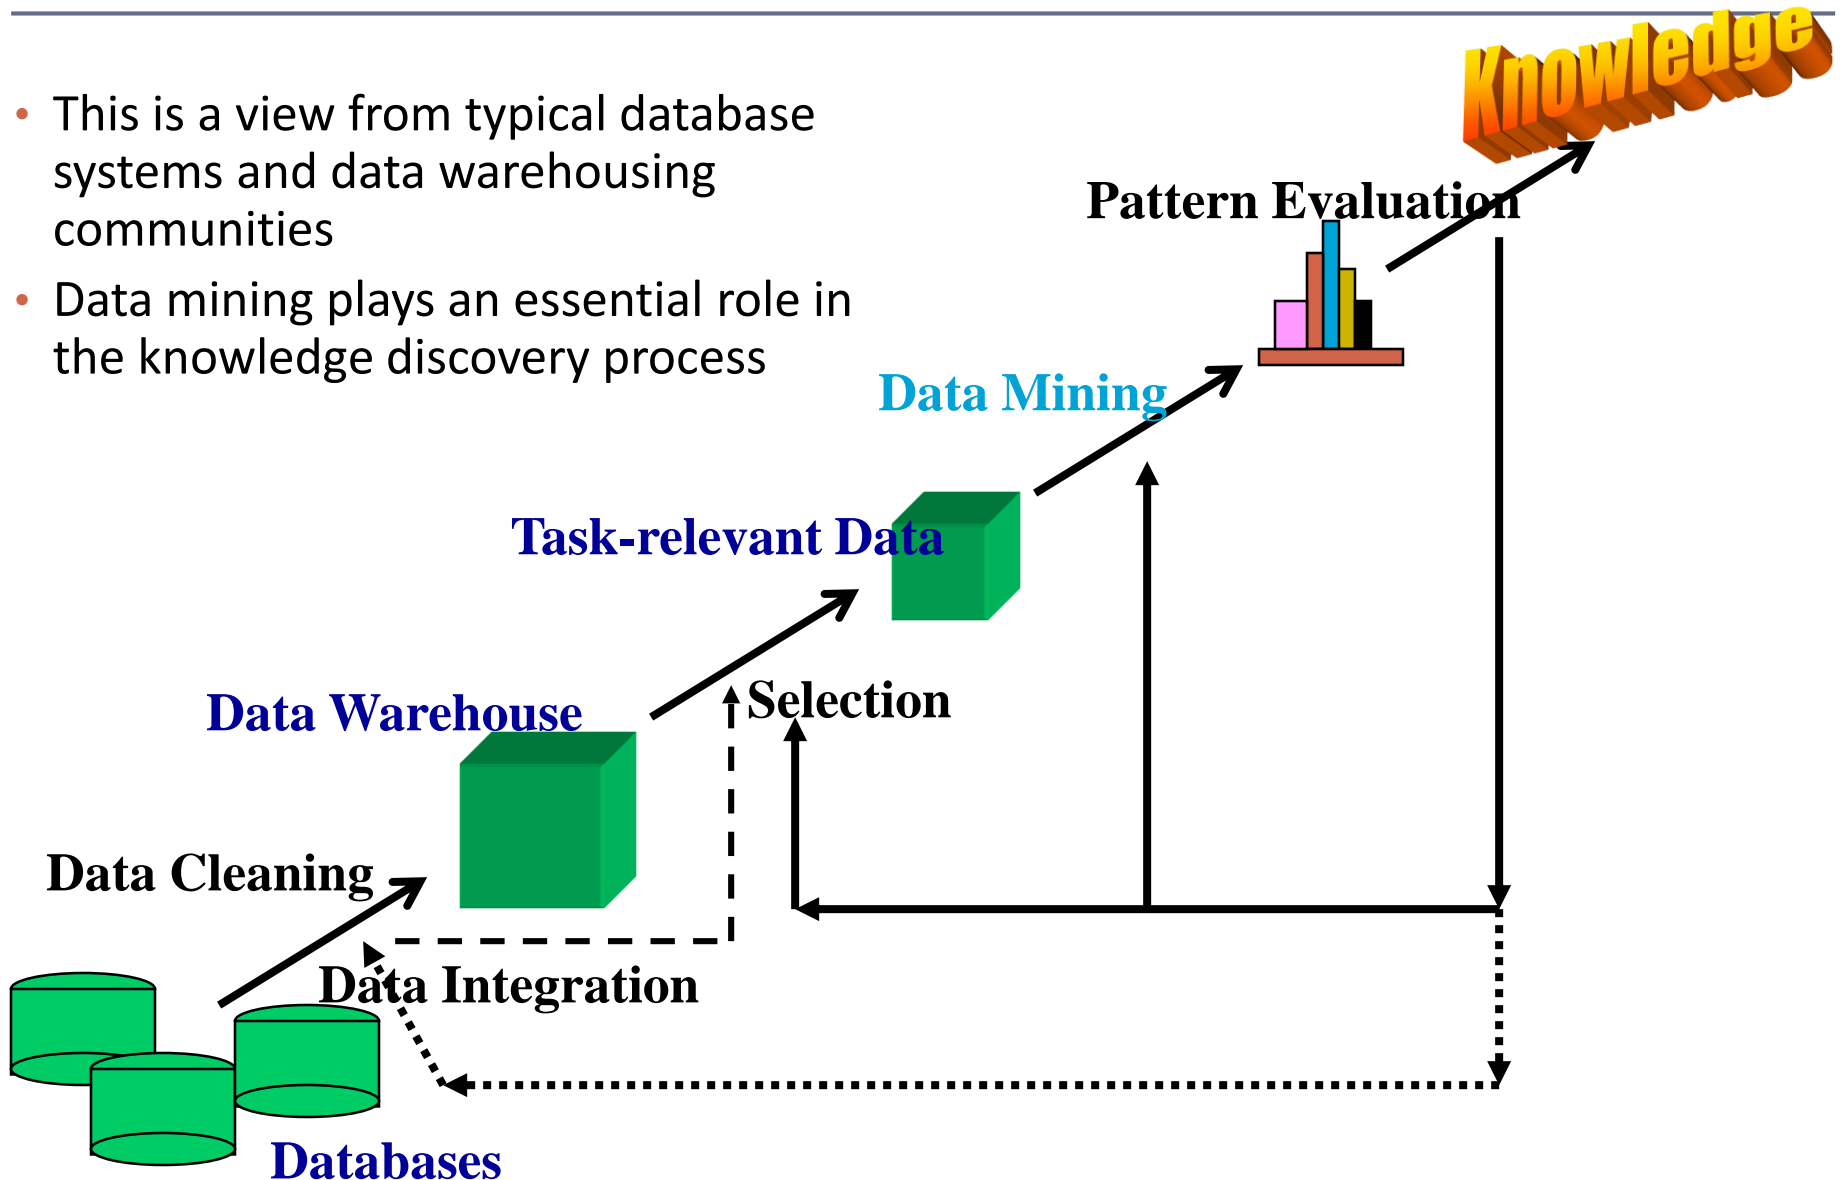 Knowledge
• This is a view from typical database
systems and data warehousing
communities
Pattern Evaluation
• Data mining plays an essential role in
the knowledge discovery process
Data Mining
Task-relevant Data
Selection
Data Warehouse
Data Cleaning
Data Integration
Databases